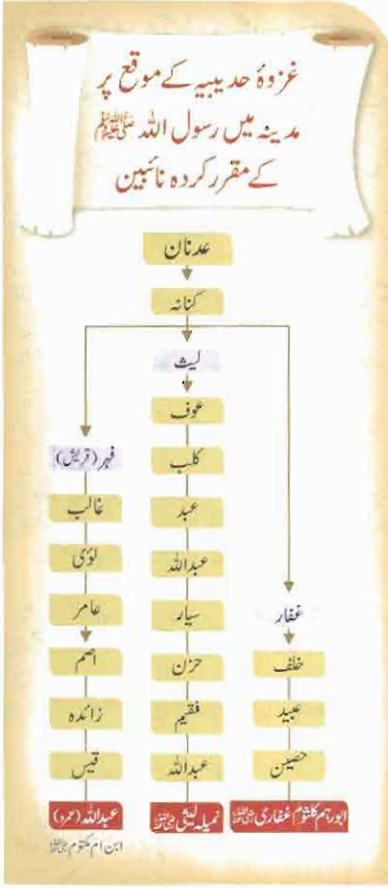 غزوۂ حدیبیہ کے موقع پر
مدینہ میں رسول اللہ ﷺ
کے مقرر کردہ نائبین
عدنان
کنانہ
لیث
عوف
فہر (قریش)
کلب
غالب
عبد
لؤی
عبداللہ
عامر
سیار
غفار
اصم
حزن
خلف
زائدہ
فقیم
عبید
قیس
عبداللہ
حصین
عبداللہ (عمرو)
نمیلہ لیثی رضی اللہ عنہ
ابورہم کلثوم غفاری رضی اللہ عنہ
ابن ام مکتوم رضی اللہ عنہ